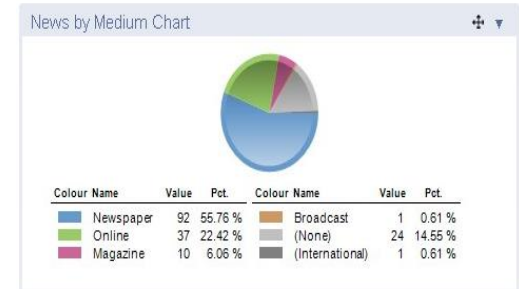 News by Medium Chart
Colour Name Value Pct. Colour Name Value Pct.
Newspaper 92 55.76 % Broadcast 1 0.61 %
Online 37 22.42 % (None) 24 14.55 %
Magazine 10 6.06 % (International) 1 0.61 %